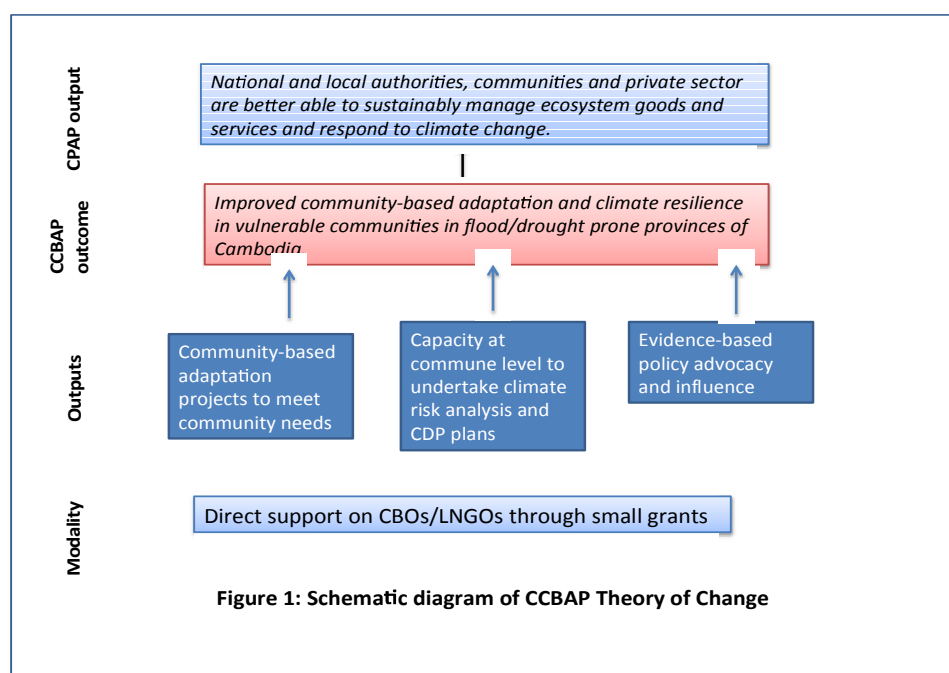 CPAP output
National and local authorities, communities and private sector
are better able to sustainably manage ecosystem goods and
services and respond to climate change.
CCBAP
outcome
Improved community-based adaptation and climate resilience
in vulnerable communities in flood/drought prone provinces of
Cambodia
Outputs
Community-based
adaptation
projects to meet
community needs
Capacity at
commune level to
undertake climate
risk analysis and
CDP plans
Evidence-based
policy advocacy
and influence
Modality
Direct support on CBOs/LNGOs through small grants
Figure 1: Schematic diagram of CCBAP Theory of Change